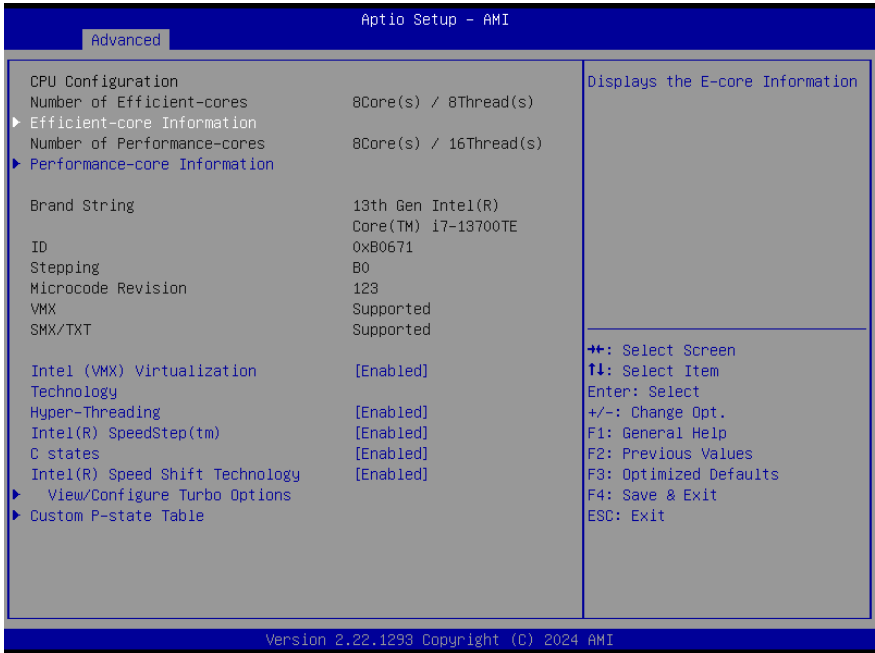 Aptio Setup – AMI
Advanced
CPU Configuration
Number of Efficient-cores 8Core(s) / 8Thread(s)
Efficient-core Information
Number of Performance-cores 8Core(s) / 16Thread(s)
Performance-core Information
Brand String 13th Gen Intel(R)
Core(TM) i7-13700TE
ID 0xB0671
Stepping B0
Microcode Revision 123
VMX Supported
SMX/TXT Supported
Intel (VMX) Virtualization [Enabled]
Technology
Hyper-Threading [Enabled]
Intel(R) SpeedStep(tm) [Enabled]
C states [Enabled]
Intel(R) Speed Shift Technology [Enabled]
View/Configure Turbo Options
Custom P-state Table
Displays the E-core Information
→←: Select Screen
↑↓: Select Item
Enter: Select
+/-: Change Opt.
F1: General Help
F2: Previous Values
F3: Optimized Defaults
F4: Save & Exit
ESC: Exit
Version 2.22.1293 Copyright (C) 2024 AMI